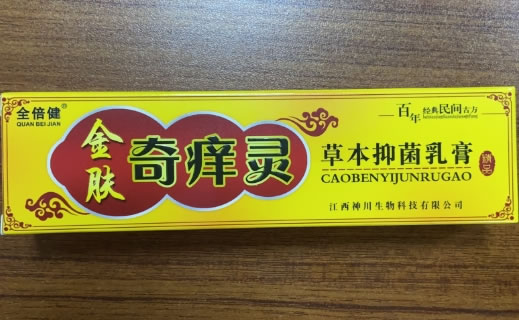 全倍健®
QUAN BEI JIAN
金肤
奇痒灵
百年 经典民间古方
草本抑菌乳膏
CAOBENYIJUNRUGAO
江西神川生物科技有限公司